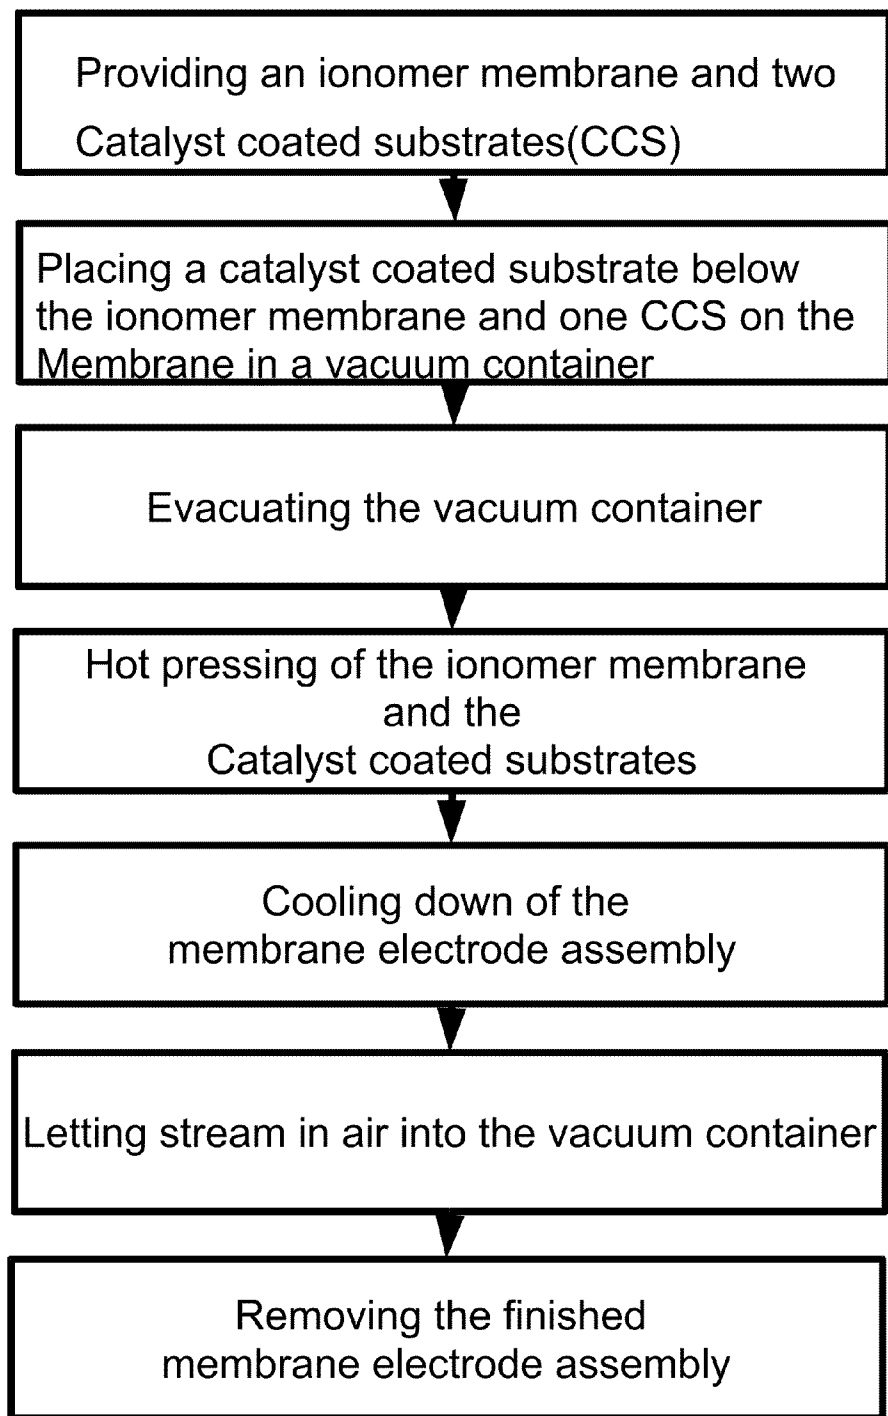 Providing an ionomer membrane and two
Catalyst coated substrates(CCS)
Placing a catalyst coated substrate below
the ionomer membrane and one CCS on the
Membrane in a vacuum container
Evacuating the vacuum container
Hot pressing of the ionomer membrane
and the
Catalyst coated substrates
Cooling down of the
membrane electrode assembly
Letting stream in air into the vacuum container
Removing the finished
membrane electrode assembly